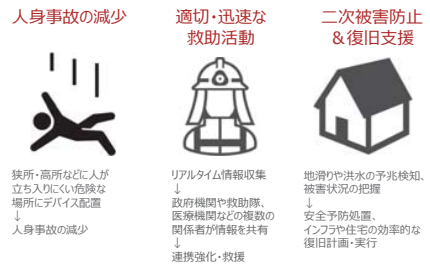 人身事故の減少
狭所・高所などに人が
立ち入りにくい危険な
場所にデバイス配置
↓
人身事故の減少
適切・迅速な
救助活動
リアルタイム情報収集
↓
政府機関や救助隊、
医療機関などの複数の
関係者が情報を共有
↓
連携強化・救援
二次被害防止
＆復旧支援
地滑りや洪水の予兆検知、
被害状況の把握
↓
安全予防処置、
インフラや住宅の効率的な
復旧計画・実行